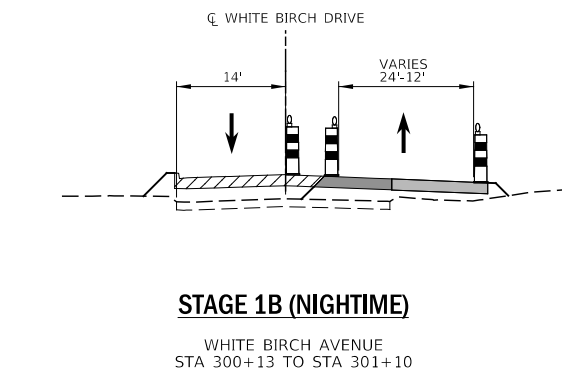 ℄ WHITE BIRCH DRIVE
VARIES
14' 24'-12'
STAGE 1B (NIGHTIME)
WHITE BIRCH AVENUE
STA 300+13 TO STA 301+10